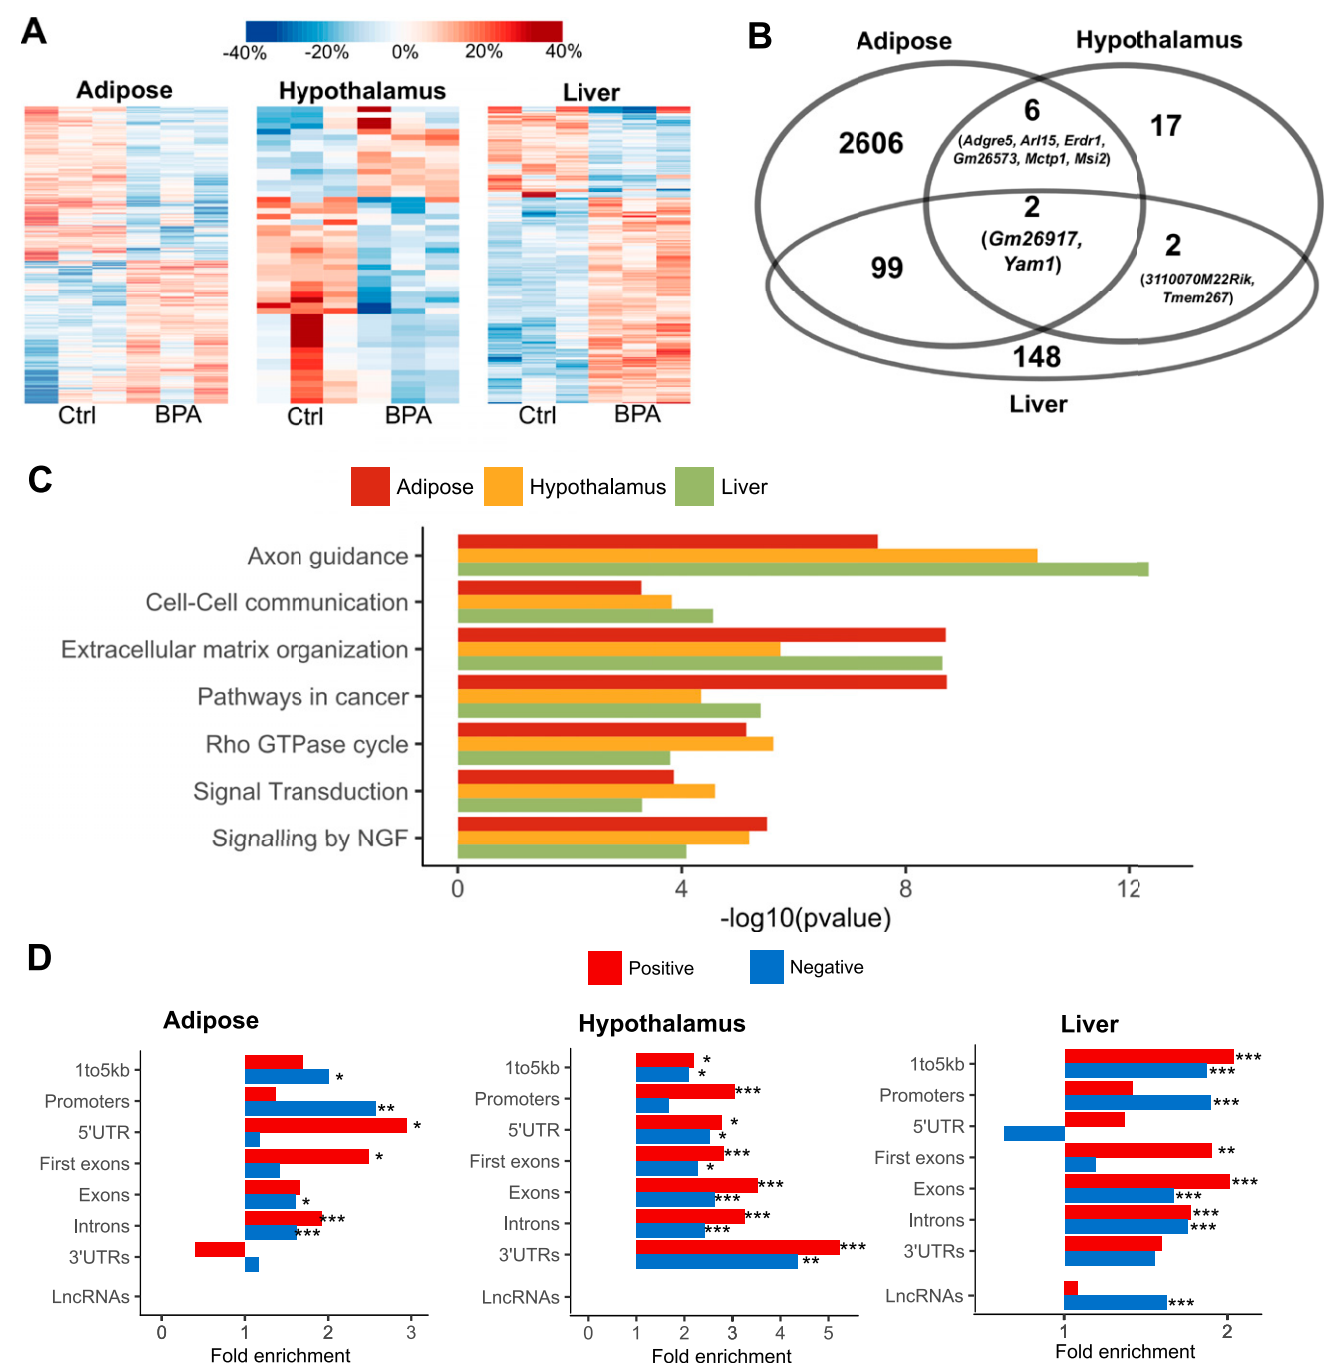 A
-40%
-20%
0%
20%
40%
Adipose
Hypothalamus
Liver
Ctrl
BPA
Ctrl
BPA
Ctrl
BPA
B
Adipose
Hypothalamus
2606
6
(Adgre5, Arl15, Erdr1,
Gm26573, Mctp1, Msi2)
17
2
(Gm26917,
Yam1)
99
2
(3110070M22Rik,
Tmem267)
148
Liver
C
Adipose
Hypothalamus
Liver
Axon guidance
Cell-Cell communication
Extracellular matrix organization
Pathways in cancer
Rho GTPase cycle
Signal Transduction
Signalling by NGF
0
4
8
12
-log10(pvalue)
D
Positive
Negative
Adipose
1to5kb
*
Promoters
**
5'UTR
*
First exons
*
Exons
*
Introns
***
***
3'UTRs
LncRNAs
0
1
2
3
Fold enrichment
Hypothalamus
1to5kb
*
*
Promoters
***
5'UTR
*
*
First exons
***
*
Exons
***
***
Introns
***
***
3'UTRs
***
**
LncRNAs
0
1
2
3
4
5
Fold enrichment
Liver
1to5kb
***
***
Promoters
***
5'UTR
First exons
**
Exons
***
***
Introns
***
***
3'UTRs
LncRNAs
***
1
2
Fold enrichment